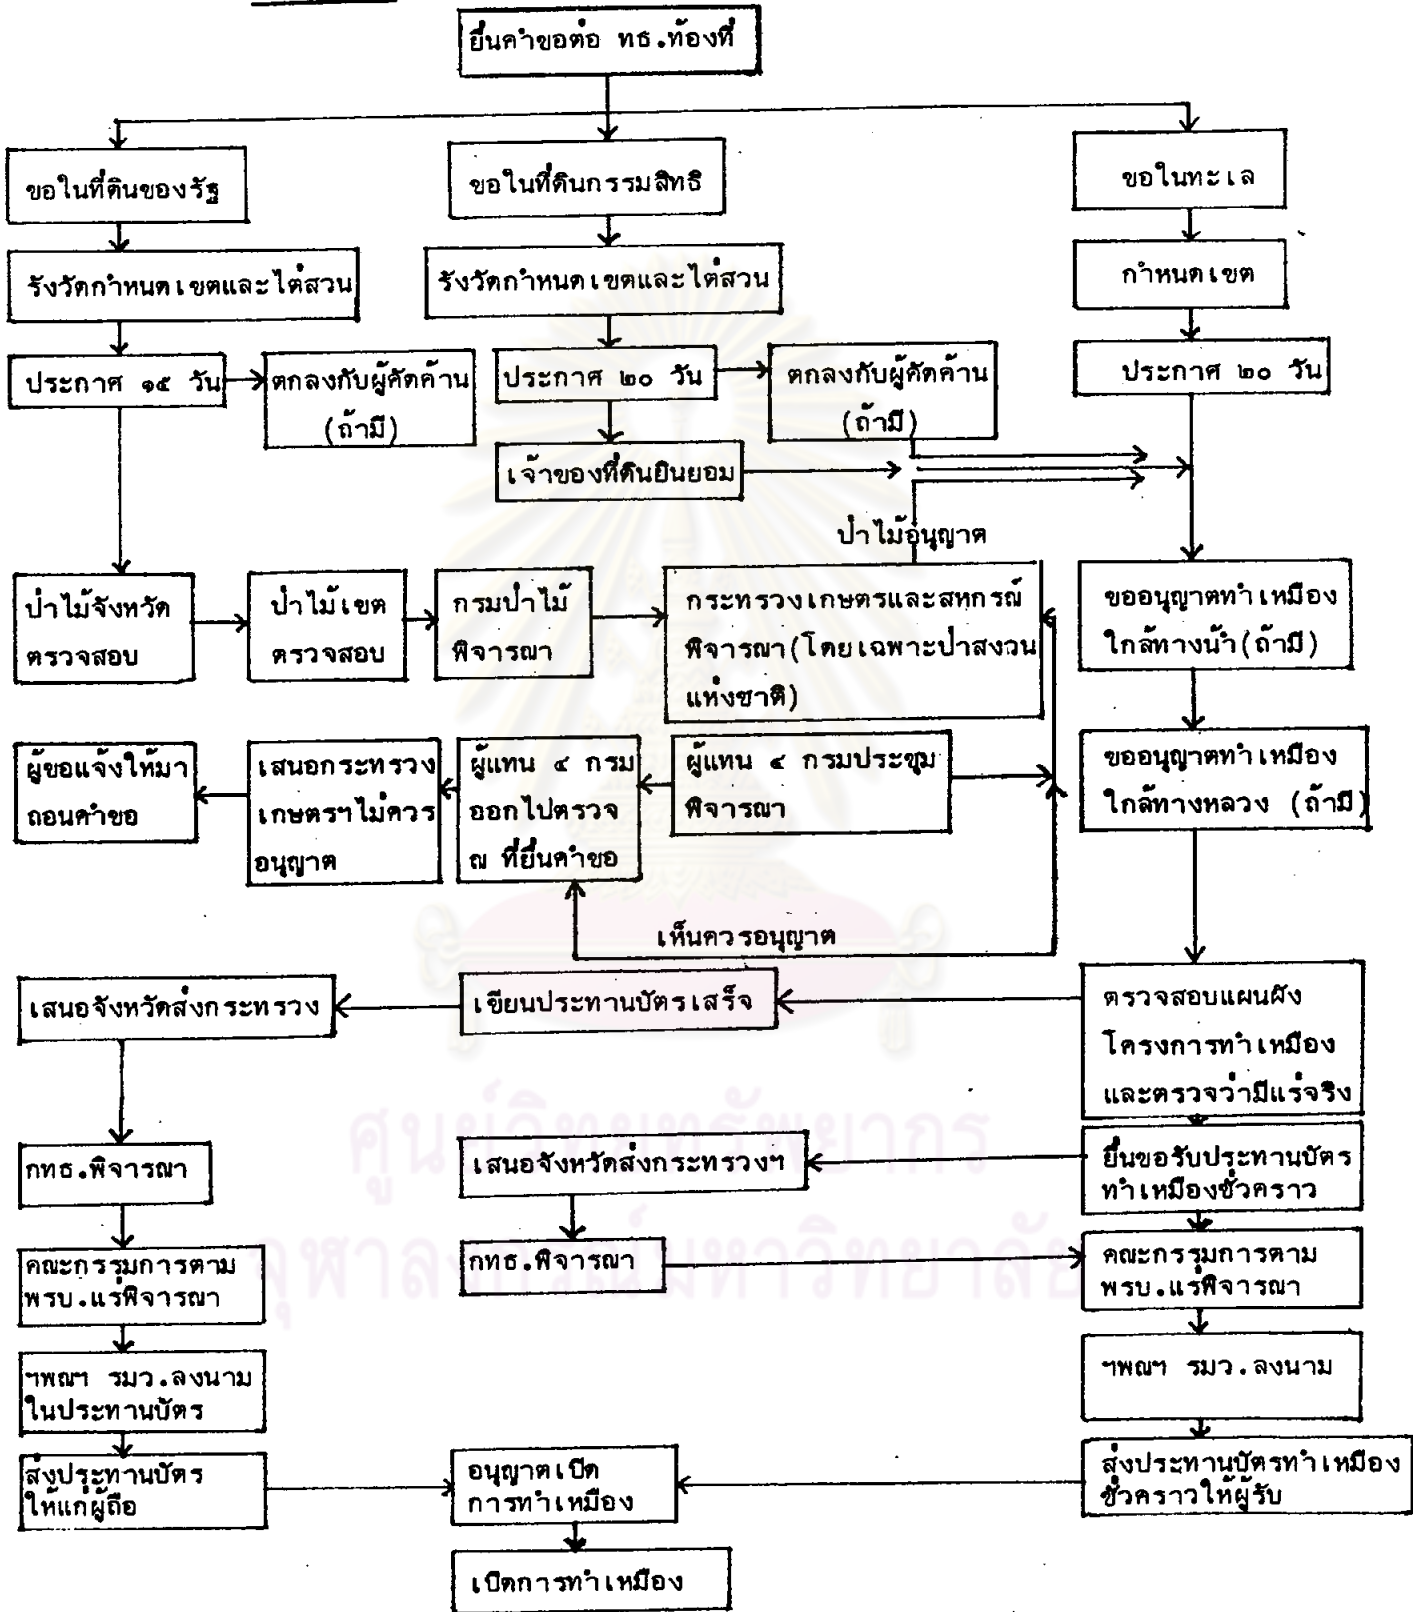 ยื่นคำขอต่อ ทธ.ท้องที่
ขอในที่ดินของรัฐ
ขอในที่ดินกรรมสิทธิ
ขอในทะเล
รังวัดกำหนดเขตและไต่สวน
รังวัดกำหนดเขตและไต่สวน
กำหนดเขต
ประกาศ ๑๕ วัน
ตกลงกับผู้คัดค้าน
(ถ้ามี)
ประกาศ ๒๐ วัน
ตกลงกับผู้คัดค้าน
(ถ้ามี)
ประกาศ ๒๐ วัน
เจ้าของที่ดินยินยอม
ป่าไม้อนุญาต
ป่าไม้จังหวัด
ตรวจสอบ
ป่าไม้เขต
ตรวจสอบ
กรมป่าไม้
พิจารณา
กระทรวงเกษตรและสหกรณ์
พิจารณา(โดยเฉพาะป่าสงวน
แห่งชาติ)
ขออนุญาตทำเหมือง
ใกล้ทางน้ำ(ถ้ามี)
ผู้ขอแจ้งให้มา
ถอนคำขอ
เสนอกระทรวง
เกษตรฯไม่ควร
อนุญาต
ผู้แทน ๔ กรม
ออกไปตรวจ
ณ ที่ยื่นคำขอ
ผู้แทน ๔ กรมประชุม
พิจารณา
ขออนุญาตทำเหมือง
ใกล้ทางหลวง (ถ้ามี)
เห็นควรอนุญาต
เสนอจังหวัดส่งกระทรวง
เขียนประทานบัตรเสร็จ
ตรวจสอบแผนผัง
โครงการทำเหมือง
และตรวจว่ามีแร่จริง
ศูนย์วิทยทรัพยากร
จุฬาลงกรณ์มหาวิทยาลัย
กทธ.พิจารณา
เสนอจังหวัดส่งกระทรวงฯ
ยื่นขอรับประทานบัตร
ทำเหมืองชั่วคราว
คณะกรรมการตาม
พรบ.แร่พิจารณา
กทธ.พิจารณา
คณะกรรมการตาม
พรบ.แร่พิจารณา
ฯพณฯ รมว.ลงนาม
ในประทานบัตร
ฯพณฯ รมว.ลงนาม
ส่งประทานบัตร
ให้แก่ผู้ถือ
อนุญาตเปิด
การทำเหมือง
ส่งประทานบัตรทำเหมือง
ชั่วคราวให้ผู้รับ
เปิดการทำเหมือง